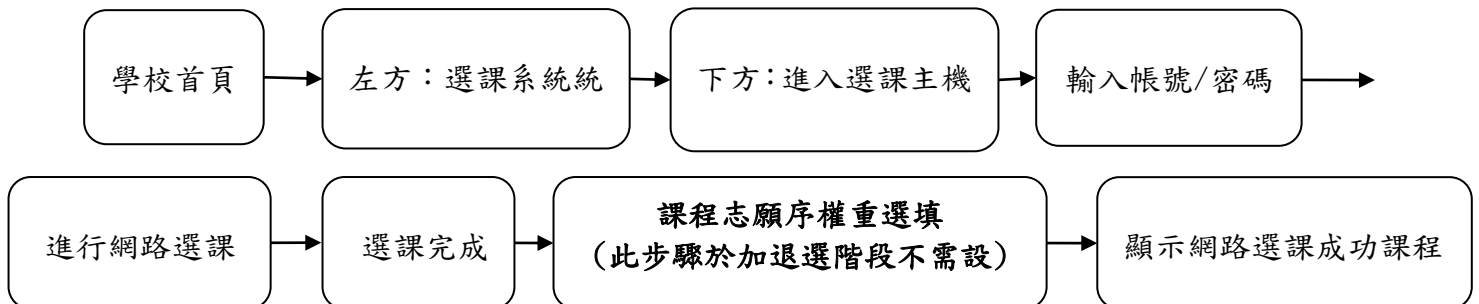 學校首頁
左方：選課系統統
下方：進入選課主機
輸入帳號/密碼
進行網路選課
選課完成
課程志願序權重選填
(此步驟於加退選階段不需設)
顯示網路選課成功課程